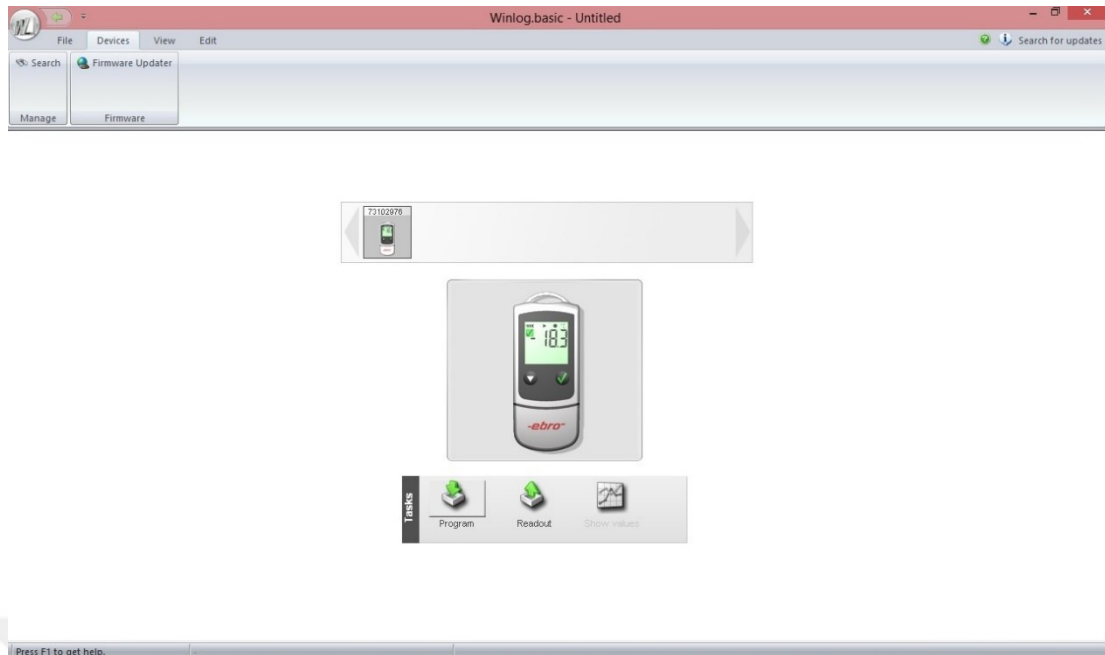 Winlog.basic - Untitled
WL
File Devices View Edit
Search for updates
Search Firmware Updater
Manage Firmware
73102976
18.3
-ebro-
Tasks
Program Readout Show values
Press F1 to get help.